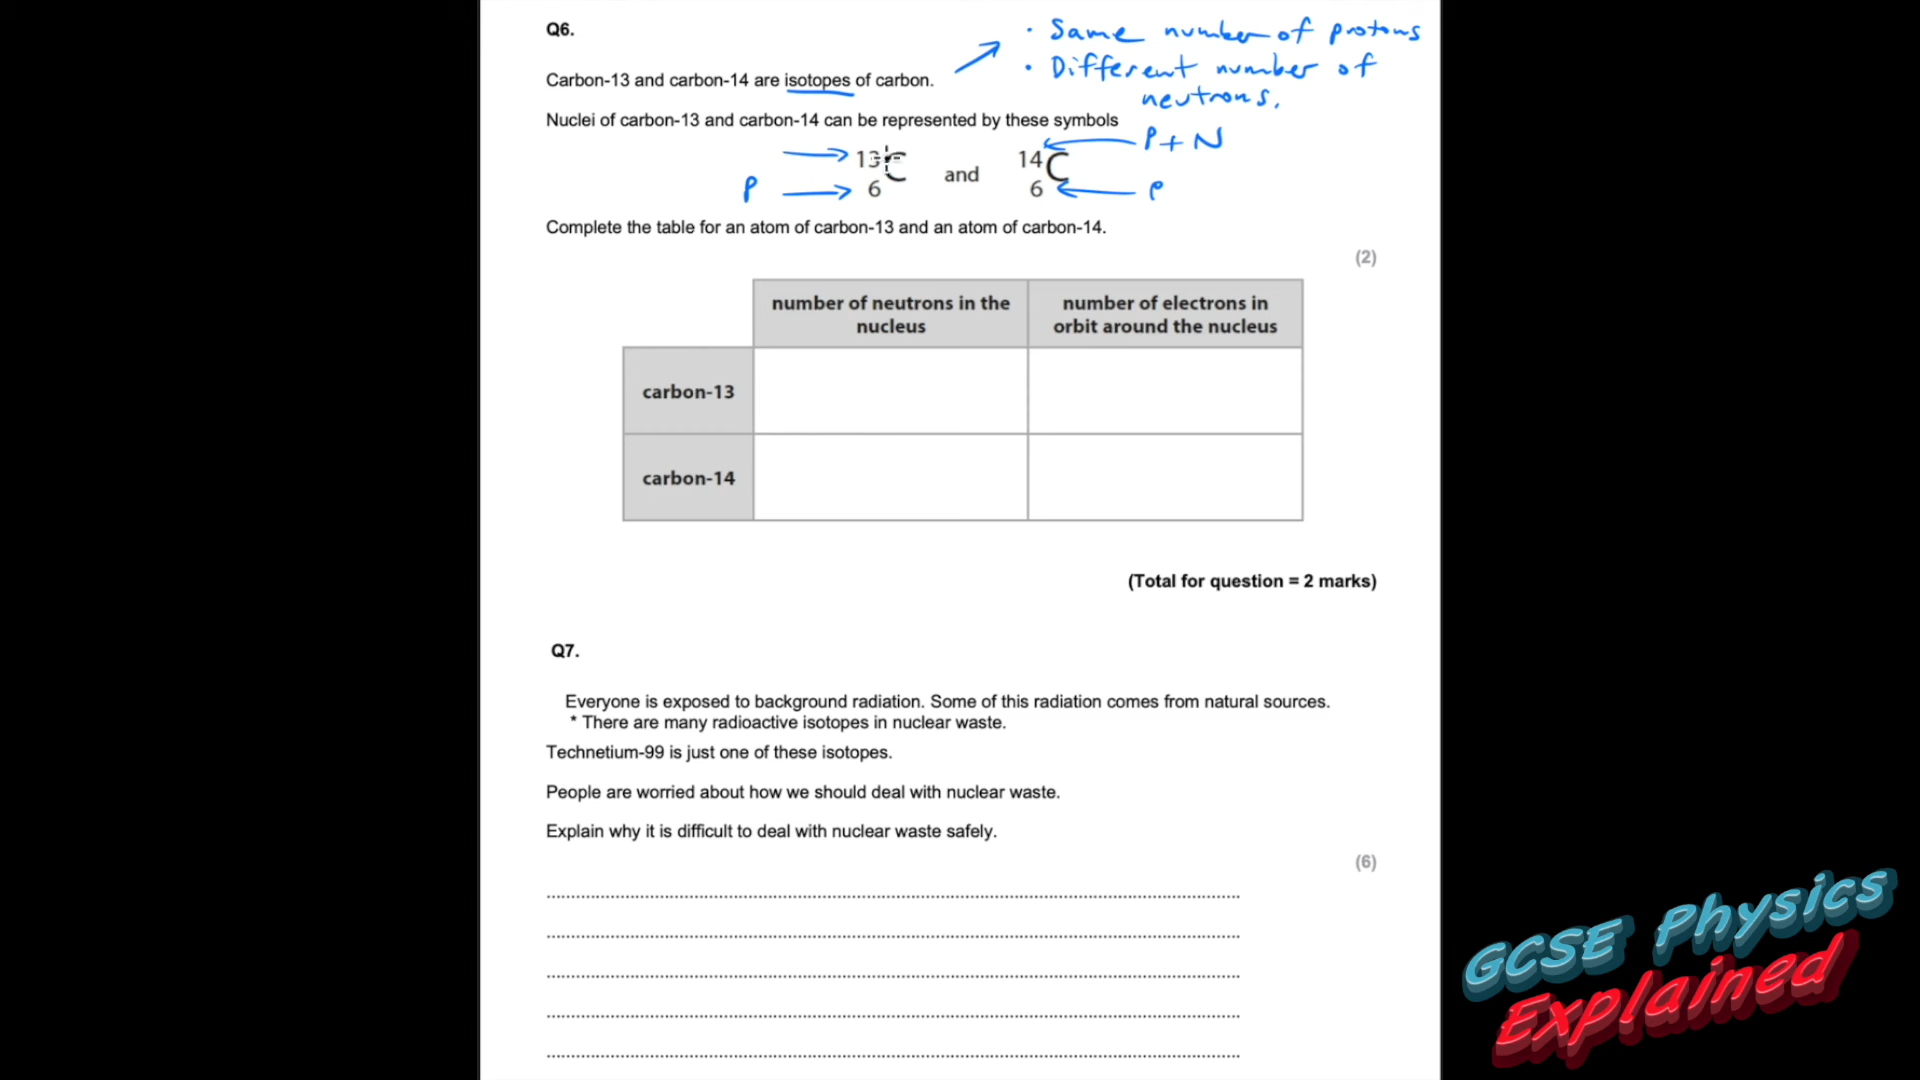 Q6.
· Same number of protons
· Different number of
neutrons.
Carbon-13 and carbon-14 are isotopes of carbon.
Nuclei of carbon-13 and carbon-14 can be represented by these symbols
P + N
13 C and 14 C
P 6 6 P
Complete the table for an atom of carbon-13 and an atom of carbon-14.
(2)
number of neutrons in the nucleus
number of electrons in orbit around the nucleus
carbon-13
carbon-14
(Total for question = 2 marks)
Q7.
Everyone is exposed to background radiation. Some of this radiation comes from natural sources.
* There are many radioactive isotopes in nuclear waste.
Technetium-99 is just one of these isotopes.
People are worried about how we should deal with nuclear waste.
Explain why it is difficult to deal with nuclear waste safely.
(6)
GCSE Physics
Explained